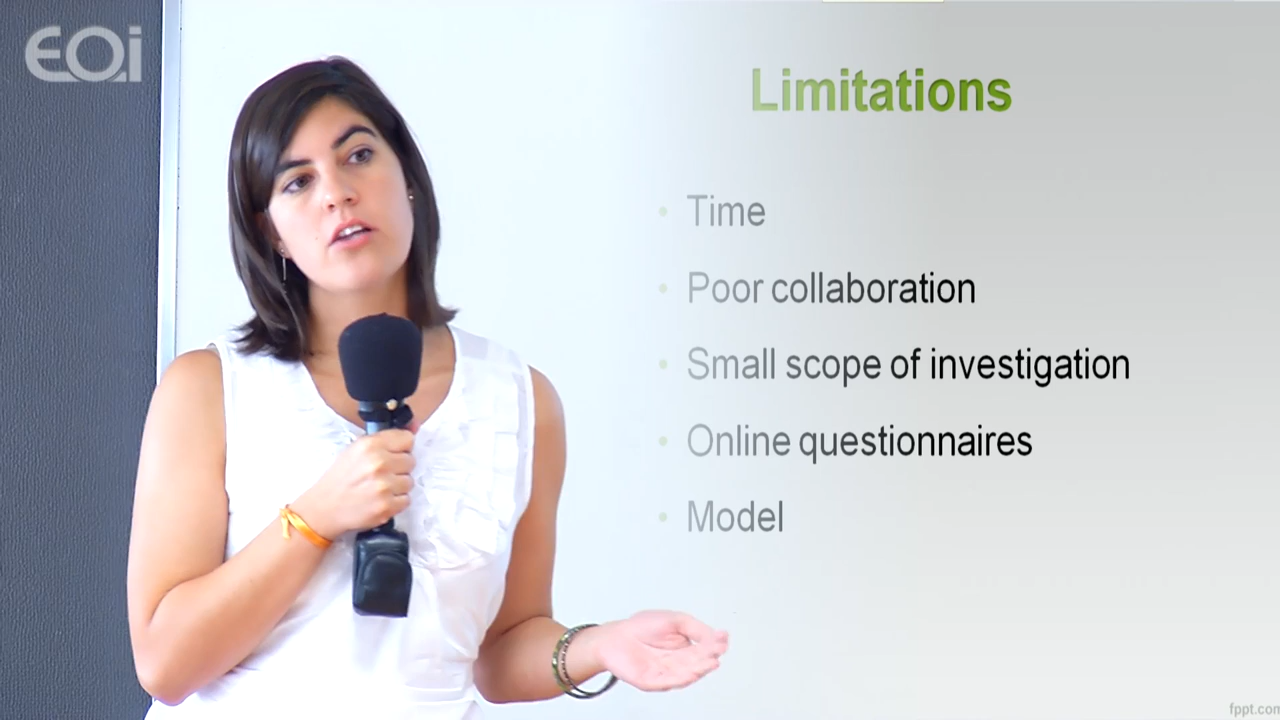 EOi
Limitations
• Time
• Poor collaboration
• Small scope of investigation
• Online questionnaires
• Model
fppt.com